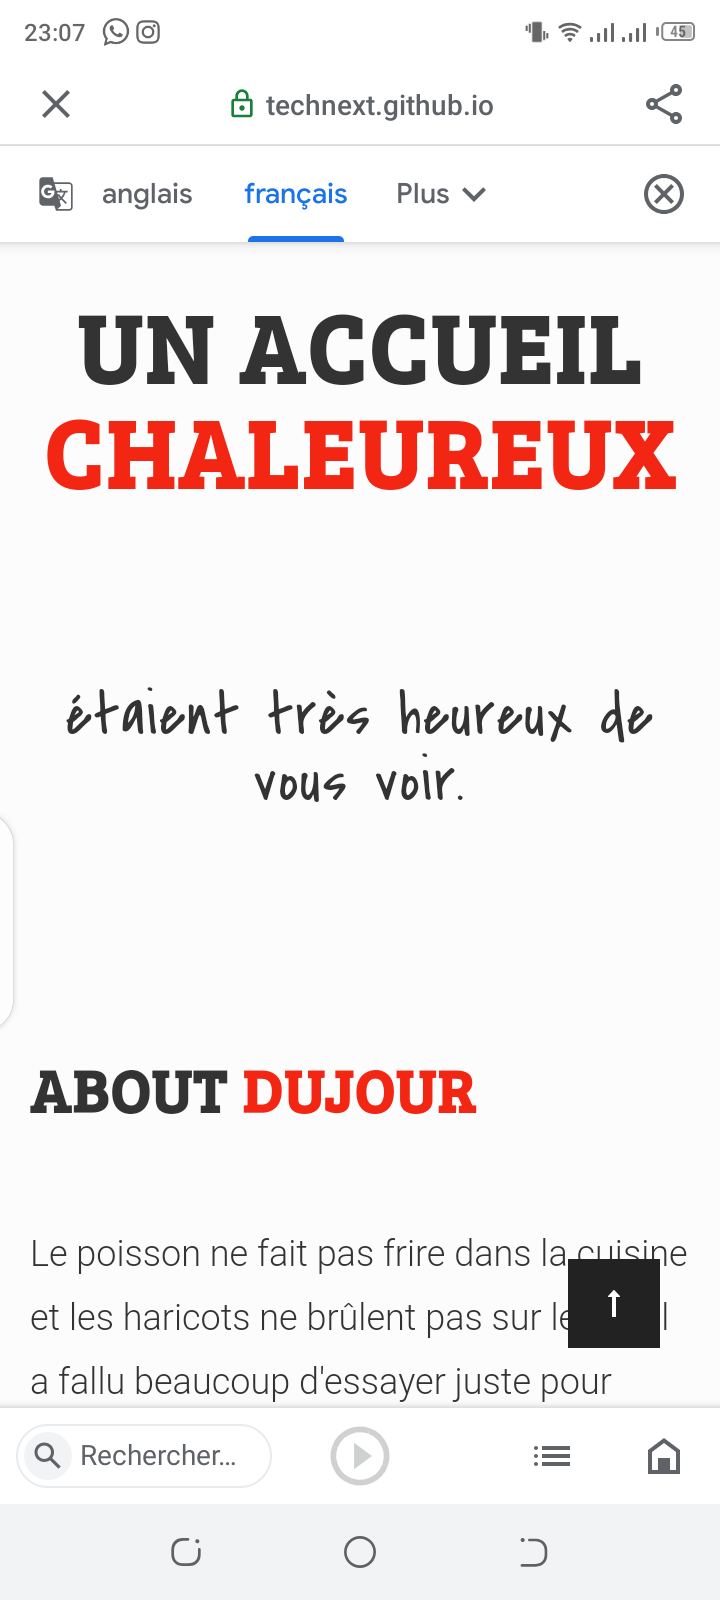 23:07
45
technext.github.io
anglais français Plus
UN ACCUEIL
CHALEUREUX
étaient très heureux de
vous voir.
ABOUT DUJOUR
Le poisson ne fait pas frire dans la cuisine
et les haricots ne brûlent pas sur
a fallu beaucoup d'essayer juste pour
Rechercher...